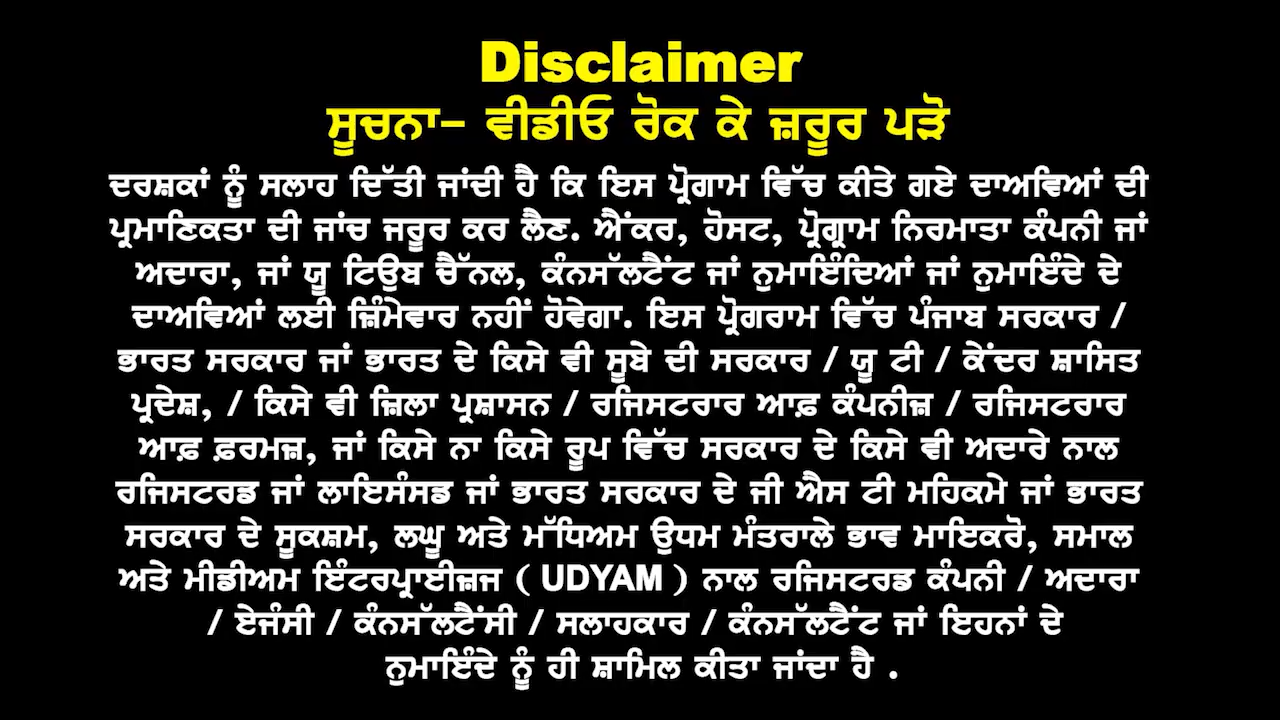 Disclaimer
ਸੂਚਨਾ- ਵੀਡੀਓ ਰੋਕ ਕੇ ਜ਼ਰੂਰ ਪੜੋ
ਦਰਸ਼ਕਾਂ ਨੂੰ ਸਲਾਹ ਦਿੱਤੀ ਜਾਂਦੀ ਹੈ ਕਿ ਇਸ ਪ੍ਰੋਗਾਮ ਵਿੱਚ ਕੀਤੇ ਗਏ ਦਾਅਵਿਆਂ ਦੀ
ਪ੍ਰਮਾਣਿਕਤਾ ਦੀ ਜਾਂਚ ਜਰੂਰ ਕਰ ਲੈਣ. ਐਂਕਰ, ਹੋਸਟ, ਪ੍ਰੋਗ੍ਰਾਮ ਨਿਰਮਾਤਾ ਕੰਪਨੀ ਜਾਂ
ਅਦਾਰਾ, ਜਾਂ ਯੂ ਟਿਉਬ ਚੈੱਨਲ, ਕੰਨਸੱਲਟੈਂਟ ਜਾਂ ਨੁਮਾਇੰਦਿਆਂ ਜਾਂ ਨੁਮਾਇੰਦੇ ਦੇ
ਦਾਅਵਿਆਂ ਲਈ ਜ਼ਿੰਮੇਵਾਰ ਨਹੀਂ ਹੋਵੇਗਾ. ਇਸ ਪ੍ਰੋਗਰਾਮ ਵਿੱਚ ਪੰਜਾਬ ਸਰਕਾਰ /
ਭਾਰਤ ਸਰਕਾਰ ਜਾਂ ਭਾਰਤ ਦੇ ਕਿਸੇ ਵੀ ਸੂਬੇ ਦੀ ਸਰਕਾਰ / ਯੂ ਟੀ / ਕੇਂਦਰ ਸ਼ਾਸਿਤ
ਪ੍ਰਦੇਸ਼, / ਕਿਸੇ ਵੀ ਜ਼ਿਲਾ ਪ੍ਰਸ਼ਾਸਨ / ਰਜਿਸਟਰਾਰ ਆਫ਼ ਕੰਪਨੀਜ਼ / ਰਜਿਸਟਰਾਰ
ਆਫ਼ ਫ਼ਰਮਜ਼, ਜਾਂ ਕਿਸੇ ਨਾ ਕਿਸੇ ਰੂਪ ਵਿੱਚ ਸਰਕਾਰ ਦੇ ਕਿਸੇ ਵੀ ਅਦਾਰੇ ਨਾਲ
ਰਜਿਸਟਰਡ ਜਾਂ ਲਾਇਸੰਸਡ ਜਾਂ ਭਾਰਤ ਸਰਕਾਰ ਦੇ ਜੀ ਐਸ ਟੀ ਮਹਿਕਮੇ ਜਾਂ ਭਾਰਤ
ਸਰਕਾਰ ਦੇ ਸੂਕਸ਼ਮ, ਲਘੂ ਅਤੇ ਮੱਧਿਅਮ ਉਧਮ ਮੰਤਰਾਲੇ ਭਾਵ ਮਾਇਕਰੋ, ਸਮਾਲ
ਅਤੇ ਮੀਡੀਅਮ ਇੰਟਰਪ੍ਰਾਈਜ਼ਜ ( UDYAM ) ਨਾਲ ਰਜਿਸਟਰਡ ਕੰਪਨੀ / ਅਦਾਰਾ
/ ਏਜੰਸੀ / ਕੰਨਸੱਲਟੈਂਸੀ / ਸਲਾਹਕਾਰ / ਕੰਨਸੱਲਟੈਂਟ ਜਾਂ ਇਹਨਾਂ ਦੇ
ਨੁਮਾਇੰਦੇ ਨੂੰ ਹੀ ਸ਼ਾਮਿਲ ਕੀਤਾ ਜਾਂਦਾ ਹੈ .